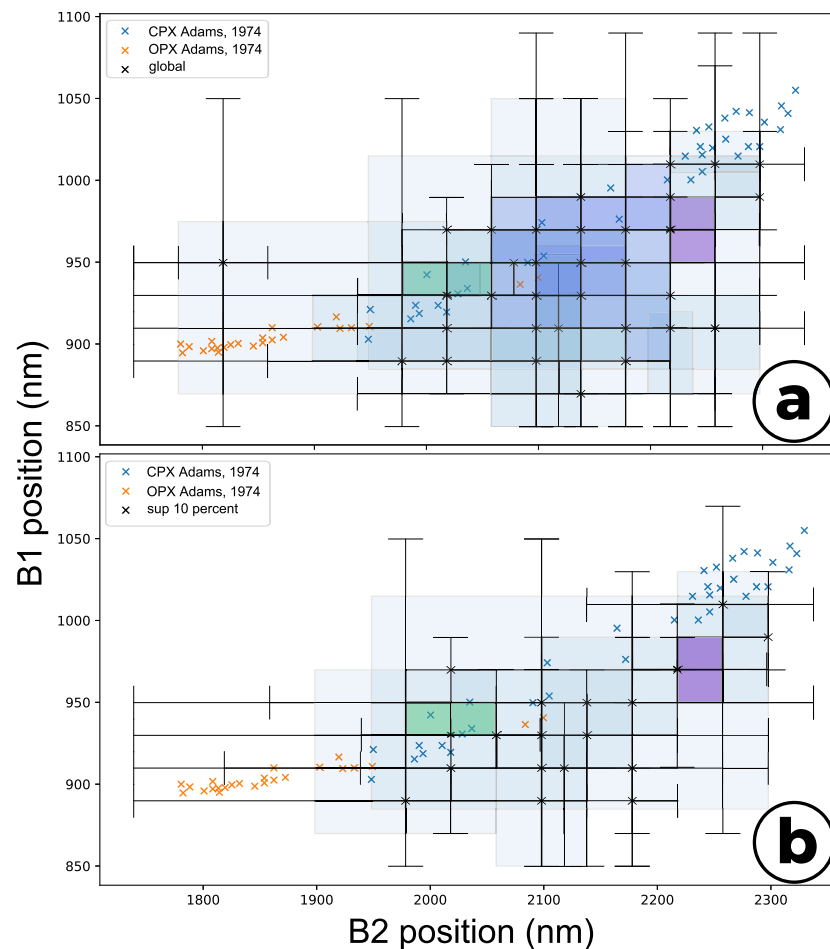 1100
1050
1000
950
900
850
CPX Adams, 1974
OPX Adams, 1974
global
a
B1 position (nm)
1100
1050
1000
950
900
850
CPX Adams, 1974
OPX Adams, 1974
sup 10 percent
b
1800
1900
2000
2100
2200
2300
B2 position (nm)